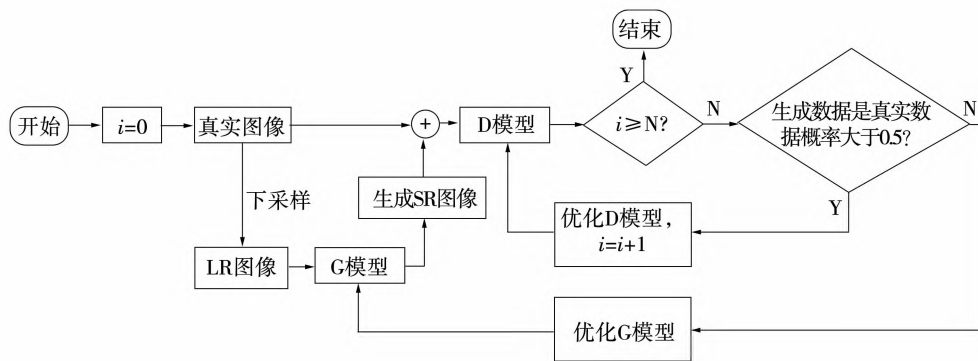 结束
Y
开始
i=0
真实图像
+
D模型
i≥N?
N
生成数据是真实数
据概率大于0.5?
N
下采样
生成SR图像
Y
优化D模型，
i=i+1
LR图像
G模型
优化G模型